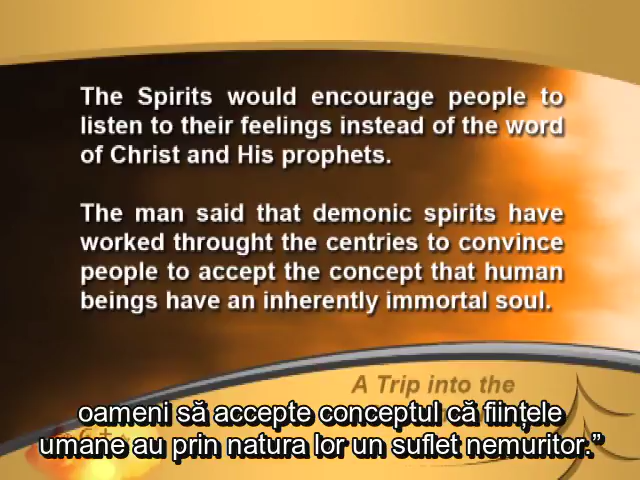 The Spirits would encourage people to
listen to their feelings instead of the word
of Christ and His prophets.
The man said that demonic spirits have
worked throught the centries to convince
people to accept the concept that human
beings have an inherently immortal soul.
A Trip into the
oameni să accepte conceptul că ființele
umane au prin natura lor un suflet nemuritor.”